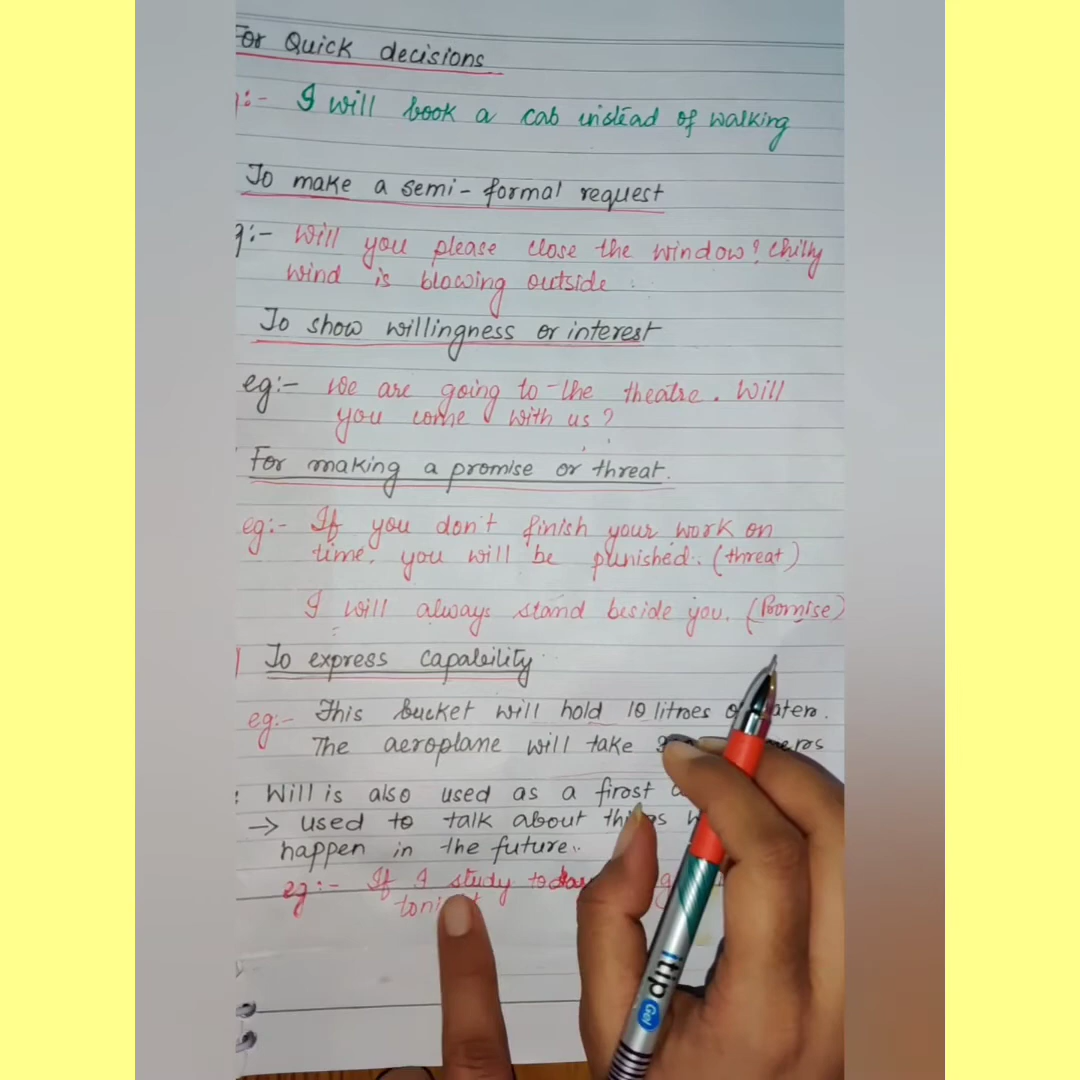 For Quick decisions
:- I will book a cab instead of walking
To make a semi-formal request
g:- Will you please close the window? Chilly
wind is blowing outside
To show willingness or interest
eg:- We are going to the theatre. Will
you come with us?
For making a promise or threat.
eg:- If you don't finish your work on
time, you will be punished. (threat)
I will always stand beside you. (Promise)
To express capability
eg:- This bucket will hold 10 litres
The aeroplane will take
: Will is also used as a first
→ used to talk about
happen in the future.
eg:- If I study
itip Gel